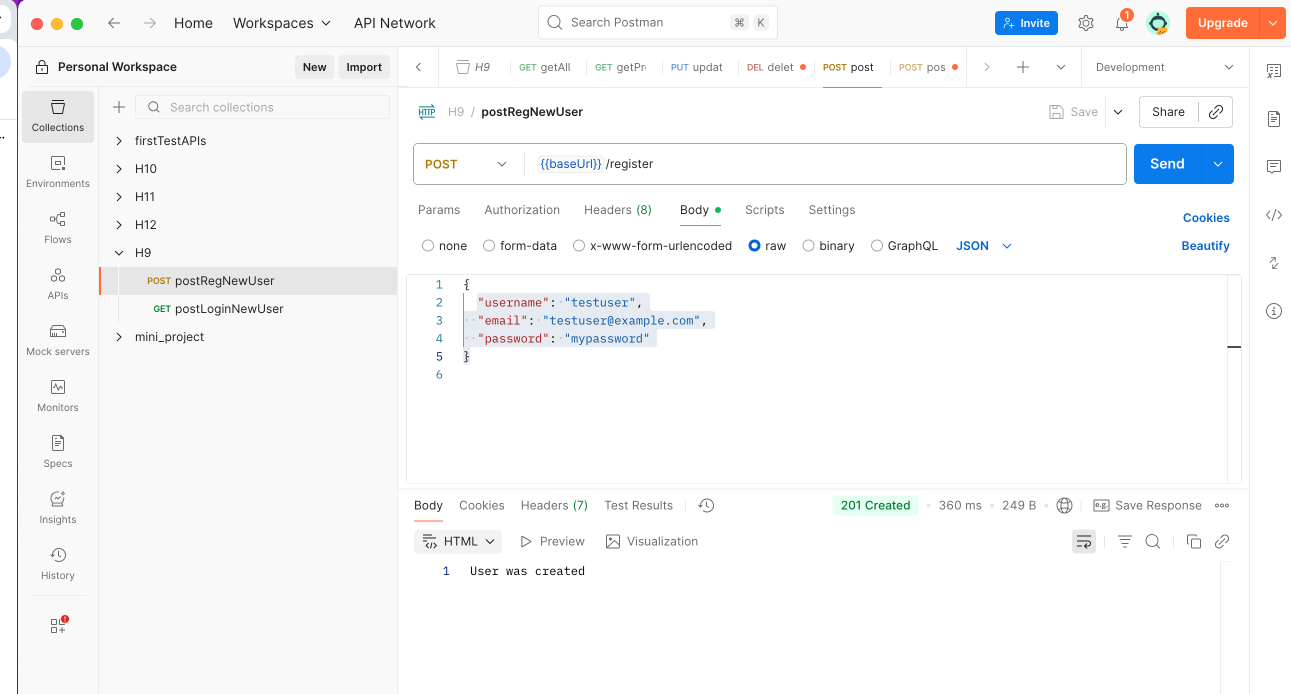 Home
Workspaces
API Network
Search Postman
⌘ K
Invite
1
Upgrade
Personal Workspace
New
Import
H9
GET getAll
GET getPr
PUT updat
DEL delet
POST post
POST pos
Development
Collections
Environments
Flows
APIs
Mock servers
Monitors
Specs
Insights
History
Search collections
firstTestAPIs
H10
H11
H12
H9
POST postRegNewUser
GET postLoginNewUser
mini_project
HTTP H9 / postRegNewUser
Save
Share
POST
{{baseUrl}} /register
Send
Params
Authorization
Headers (8)
Body
Scripts
Settings
Cookies
none
form-data
x-www-form-urlencoded
raw
binary
GraphQL
JSON
Beautify
1 {
2 "username": "testuser",
3 "email": "testuser@example.com",
4 "password": "mypassword"
5 }
6
Body
Cookies
Headers (7)
Test Results
201 Created
360 ms
249 B
e.g. Save Response
HTML
Preview
Visualization
1 User was created